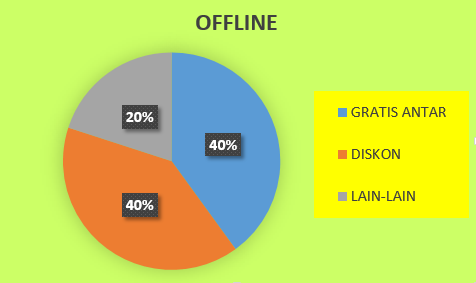 OFFLINE
20%
40%
40%
GRATIS ANTAR
DISKON
LAIN-LAIN